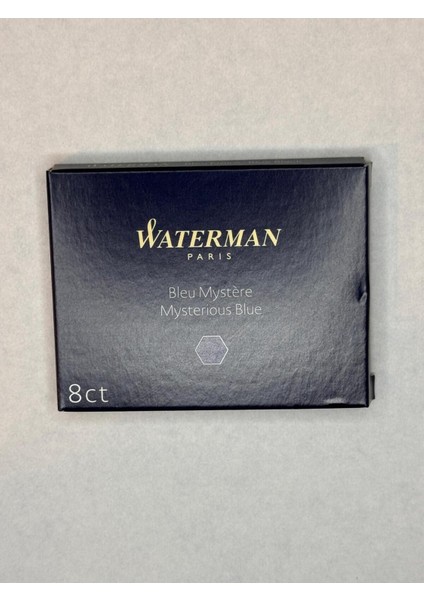 WATERMAN
PARIS
Bleu Mystère
Mysterious Blue
8ct